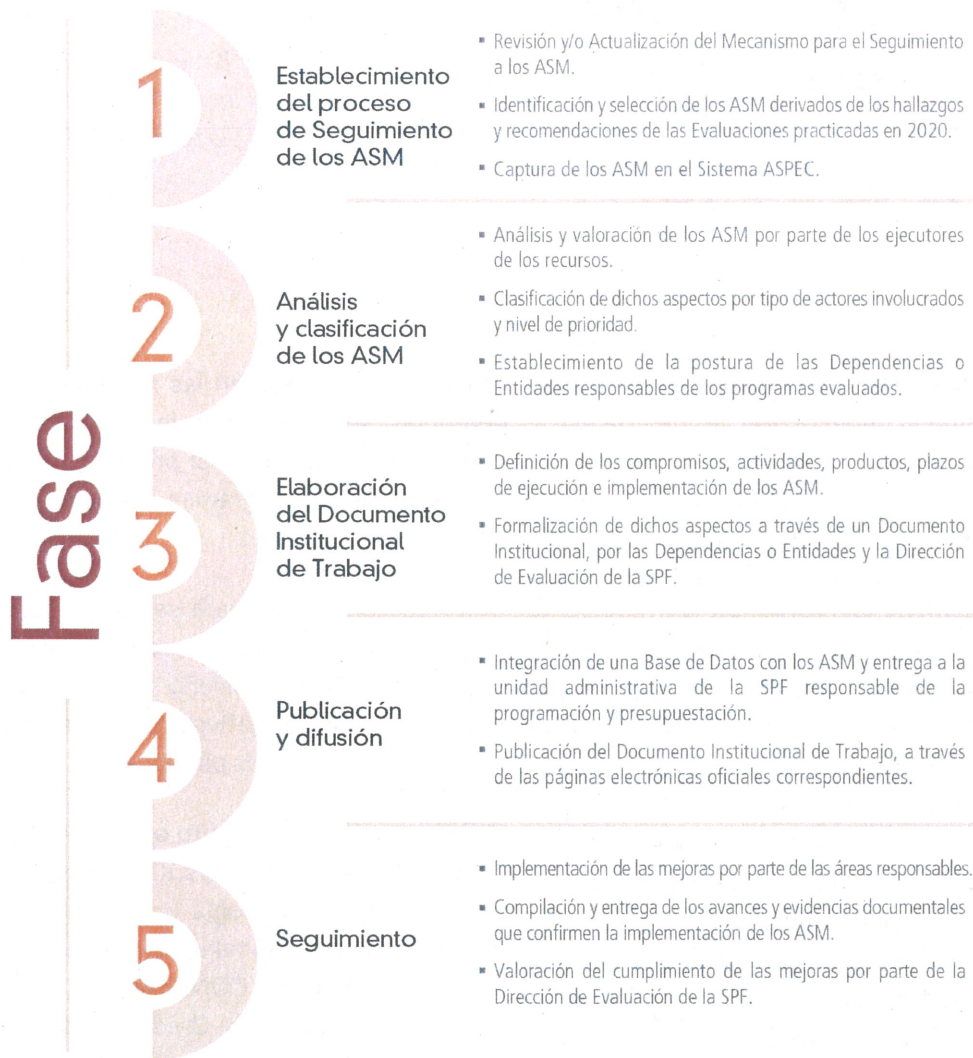 Fase
1
Establecimiento
del proceso
de Seguimiento
de los ASM
▪ Revisión y/o Actualización del Mecanismo para el Seguimiento
a los ASM.
▪ Identificación y selección de los ASM derivados de los hallazgos
y recomendaciones de las Evaluaciones practicadas en 2020.
▪ Captura de los ASM en el Sistema ASPEC.
2
Análisis
y clasificación
de los ASM
▪ Análisis y valoración de los ASM por parte de los ejecutores
de los recursos.
▪ Clasificación de dichos aspectos por tipo de actores involucrados
y nivel de prioridad.
▪ Establecimiento de la postura de las Dependencias o
Entidades responsables de los programas evaluados.
3
Elaboración
del Documento
Institucional
de Trabajo
▪ Definición de los compromisos, actividades, productos, plazos
de ejecución e implementación de los ASM.
▪ Formalización de dichos aspectos a través de un Documento
Institucional, por las Dependencias o Entidades y la Dirección
de Evaluación de la SPF.
4
Publicación
y difusión
▪ Integración de una Base de Datos con los ASM y entrega a la
unidad administrativa de la SPF responsable de la
programación y presupuestación.
▪ Publicación del Documento Institucional de Trabajo, a través
de las páginas electrónicas oficiales correspondientes.
5
Seguimiento
▪ Implementación de las mejoras por parte de las áreas responsables.
▪ Compilación y entrega de los avances y evidencias documentales
que confirmen la implementación de los ASM.
▪ Valoración del cumplimiento de las mejoras por parte de la
Dirección de Evaluación de la SPF.